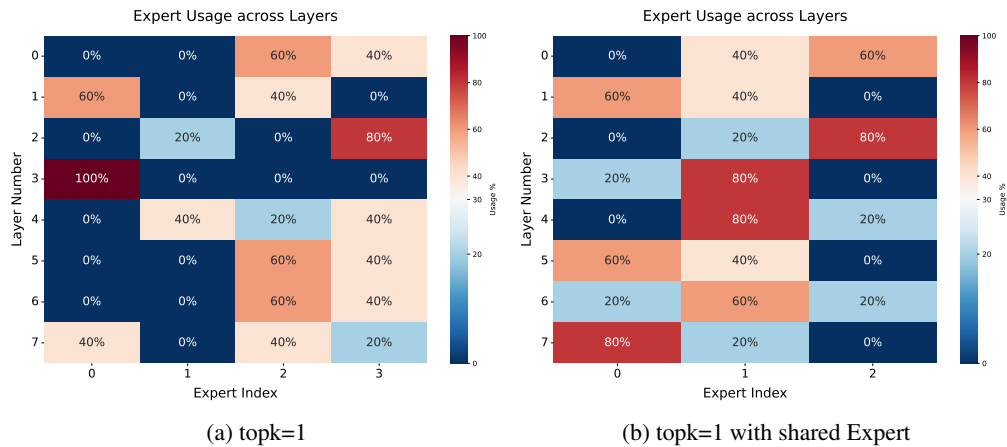 Expert Usage across Layers
0 0% 0% 60% 40%
1 60% 0% 40% 0%
2 0% 20% 0% 80%
3 100% 0% 0% 0%
4 0% 40% 20% 40%
5 0% 0% 60% 40%
6 0% 0% 60% 40%
7 40% 0% 40% 20%
0 1 2 3
Layer Number
Expert Index
100
80
60
40
30
20
0
Usage %
(a) topk=1
Expert Usage across Layers
0 0% 40% 60%
1 60% 40% 0%
2 0% 20% 80%
3 20% 80% 0%
4 0% 80% 20%
5 60% 40% 0%
6 20% 60% 20%
7 80% 20% 0%
0 1 2
Layer Number
Expert Index
100
80
60
40
30
20
0
Usage %
(b) topk=1 with shared Expert